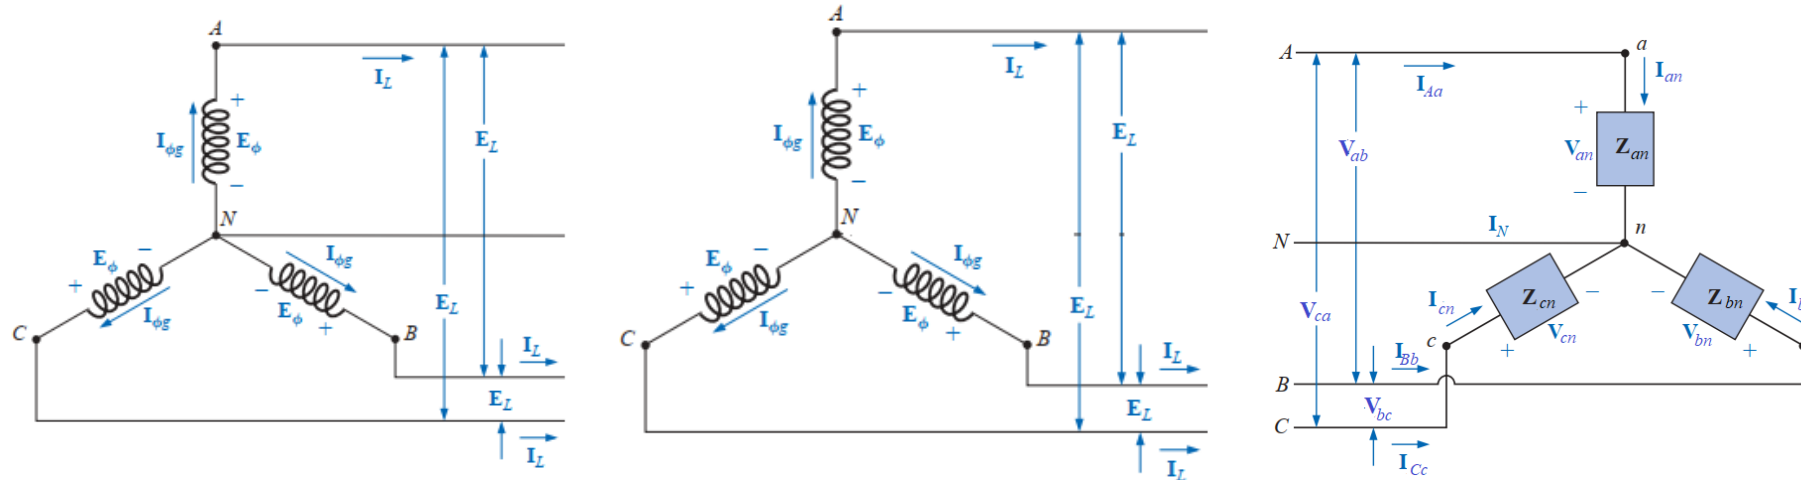 A
I_L
+
I_ϕg
E_ϕ
E_L
−
N
E_ϕ
−
I_ϕg
+
−
E_ϕ
I_ϕg
+
E_L
C
B
I_L
E_L
I_L
A
I_L
+
I_ϕg
E_ϕ
E_L
−
N
E_ϕ
−
I_ϕg
+
−
E_ϕ
I_ϕg
+
E_L
C
B
I_L
E_L
I_L
A
a
I_Aa
I_an
+
V_ab
V_an
Z_an
−
N
I_N
n
V_ca
I_cn
Z_cn
−
−
Z_bn
c
+
V_cn
V_bn
+
I_Bb
B
V_bc
C
I_Cc